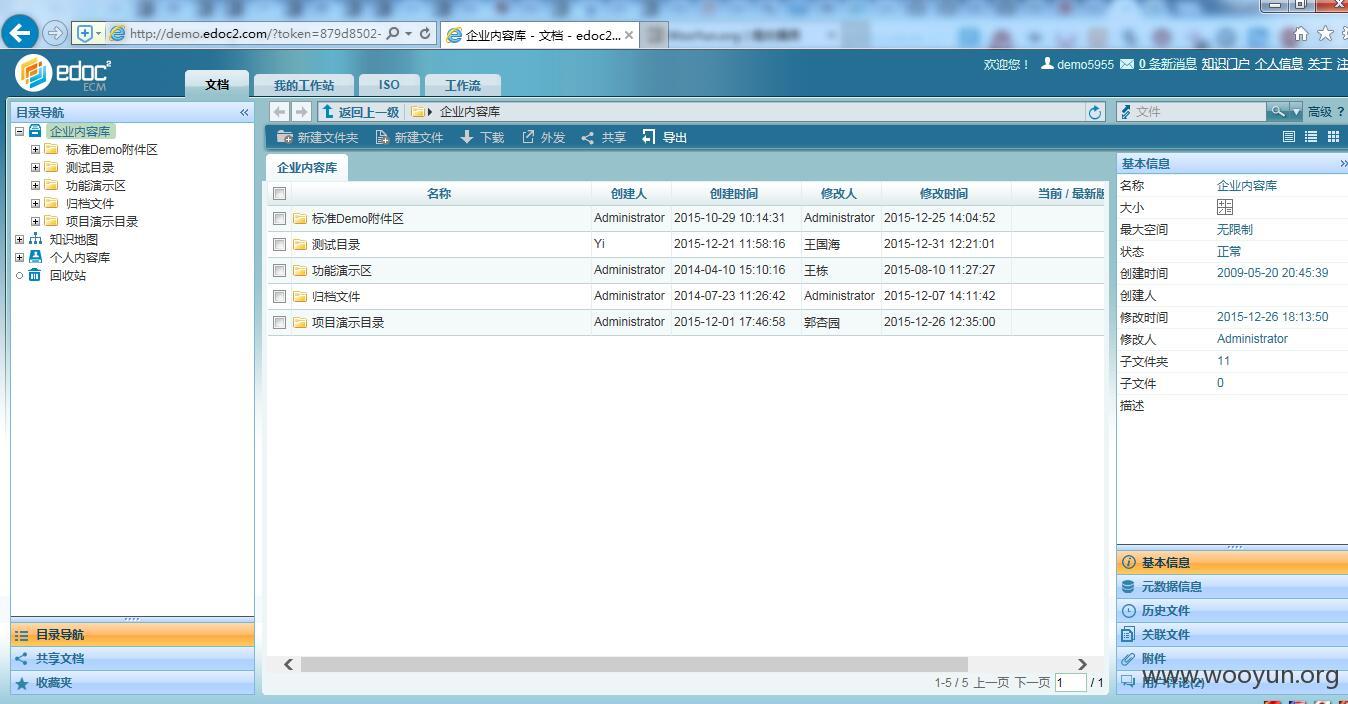 http://demo.edoc2.com/?token=879d8502-
企业内容库 - 文档 - edoc2...
edoc2
ECM
文档
我的工作站
ISO
工作流
欢迎您！ demo5955 0 条新消息 知识门户 个人信息 关于 注
目录导航 «
返回上一级 企业内容库
文件 高级 ?
企业内容库
标准Demo附件区
测试目录
功能演示区
归档文件
项目演示目录
知识地图
个人内容库
回收站
新建文件夹 新建文件 下载 外发 共享 导出
企业内容库
名称 创建人 创建时间 修改人 修改时间 当前 / 最新版
标准Demo附件区 Administrator 2015-10-29 10:14:31 Administrator 2015-12-25 14:04:52
测试目录 Yi 2015-12-21 11:58:16 王国海 2015-12-31 12:21:01
功能演示区 Administrator 2014-04-10 15:10:16 王栋 2015-08-10 11:27:27
归档文件 Administrator 2014-07-23 11:26:42 Administrator 2015-12-07 14:11:42
项目演示目录 Administrator 2015-12-01 17:46:58 郭杏园 2015-12-26 12:35:00
基本信息 »
名称 企业内容库
大小
最大空间 无限制
状态 正常
创建时间 2009-05-20 20:45:39
创建人
修改时间 2015-12-26 18:13:50
修改人 Administrator
子文件夹 11
子文件 0
描述
目录导航
共享文档
收藏夹
1-5 / 5 上一页 下一页 1 / 1
基本信息
元数据信息
历史文件
关联文件
附件
用户评论(2)
www.wooyun.org